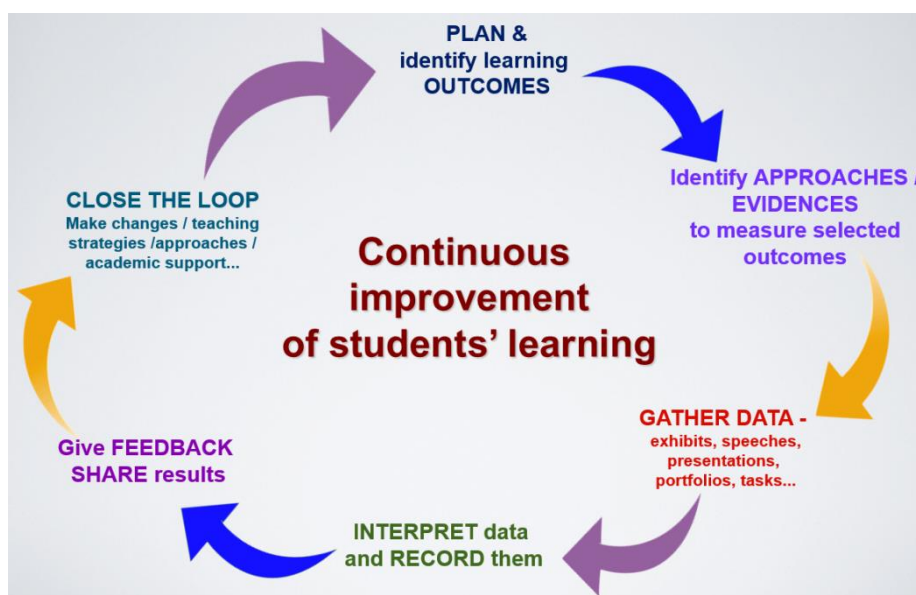 PLAN &
identify learning
OUTCOMES
Identify APPROACHES /
EVIDENCES
to measure selected
outcomes
GATHER DATA -
exhibits, speeches,
presentations,
portfolios, tasks...
INTERPRET data
and RECORD them
Give FEEDBACK
SHARE results
CLOSE THE LOOP
Make changes / teaching
strategies /approaches /
academic support...
Continuous
improvement
of students’ learning